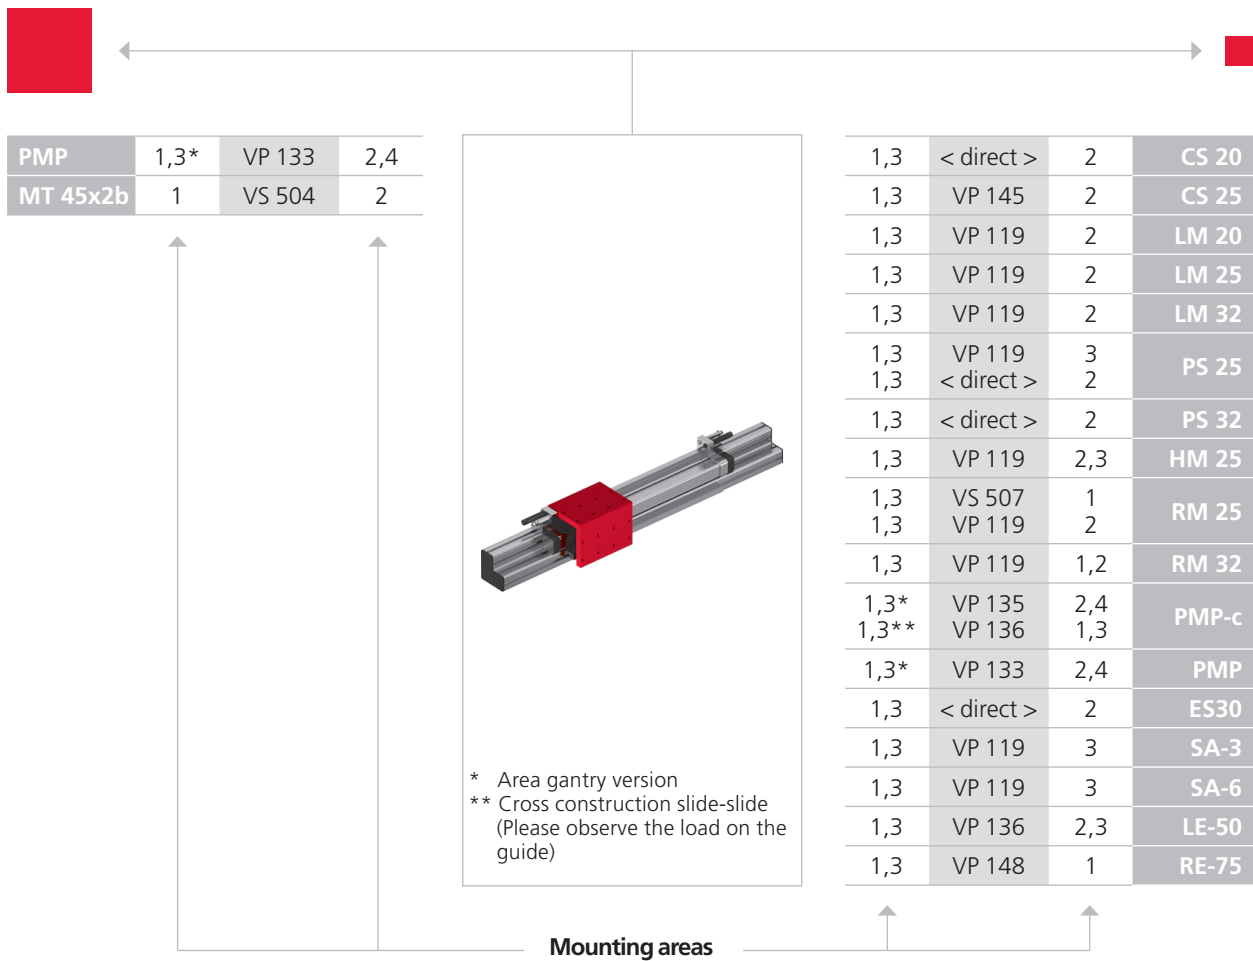 PMP 1,3* VP 133 2,4
MT 45x2b 1 VS 504 2
* Area gantry version
** Cross construction slide-slide
(Please observe the load on the
guide)
1,3 < direct > 2 CS 20
1,3 VP 145 2 CS 25
1,3 VP 119 2 LM 20
1,3 VP 119 2 LM 25
1,3 VP 119 2 LM 32
1,3 VP 119 3
PS 25
1,3 < direct > 2
1,3 < direct > 2 PS 32
1,3 VP 119 2,3 HM 25
1,3 VS 507 1
RM 25
1,3 VP 119 2
1,3 VP 119 1,2 RM 32
1,3* VP 135 2,4
PMP-c
1,3** VP 136 1,3
1,3* VP 133 2,4 PMP
1,3 < direct > 2 ES30
1,3 VP 119 3 SA-3
1,3 VP 119 3 SA-6
1,3 VP 136 2,3 LE-50
1,3 VP 148 1 RE-75
Mounting areas